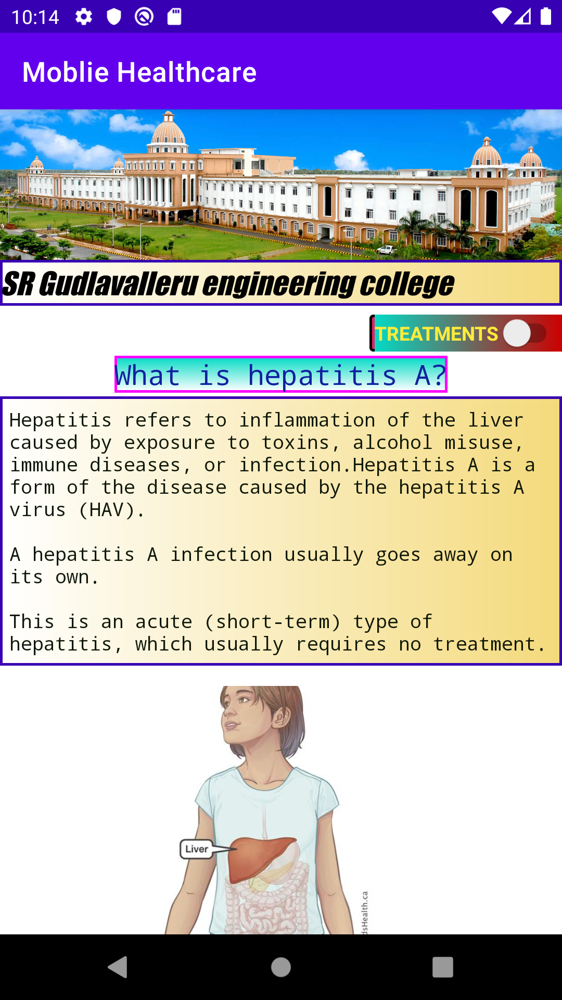 10:14
Moblie Healthcare
SR Gudlavalleru engineering college
TREATMENTS
What is hepatitis A?
Hepatitis refers to inflammation of the liver
caused by exposure to toxins, alcohol misuse,
immune diseases, or infection.Hepatitis A is a
form of the disease caused by the hepatitis A
virus (HAV).
A hepatitis A infection usually goes away on
its own.
This is an acute (short-term) type of
hepatitis, which usually requires no treatment.
Liver
dsHealth.ca